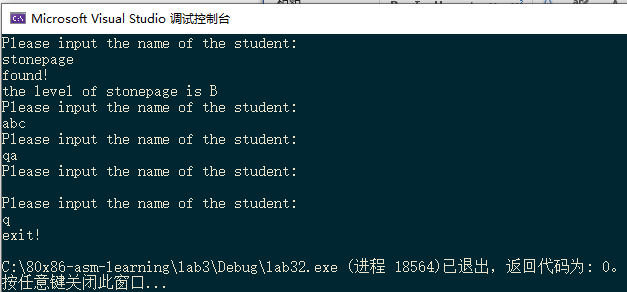 Microsoft Visual Studio 调试控制台
Please input the name of the student:
stonepage
found!
the level of stonepage is B
Please input the name of the student:
abc
Please input the name of the student:
qa
Please input the name of the student:
Please input the name of the student:
q
exit!
C:\80x86-asm-learning\lab3\Debug\lab32.exe (进程 18564)已退出，返回代码为: 0。
按任意键关闭此窗口...